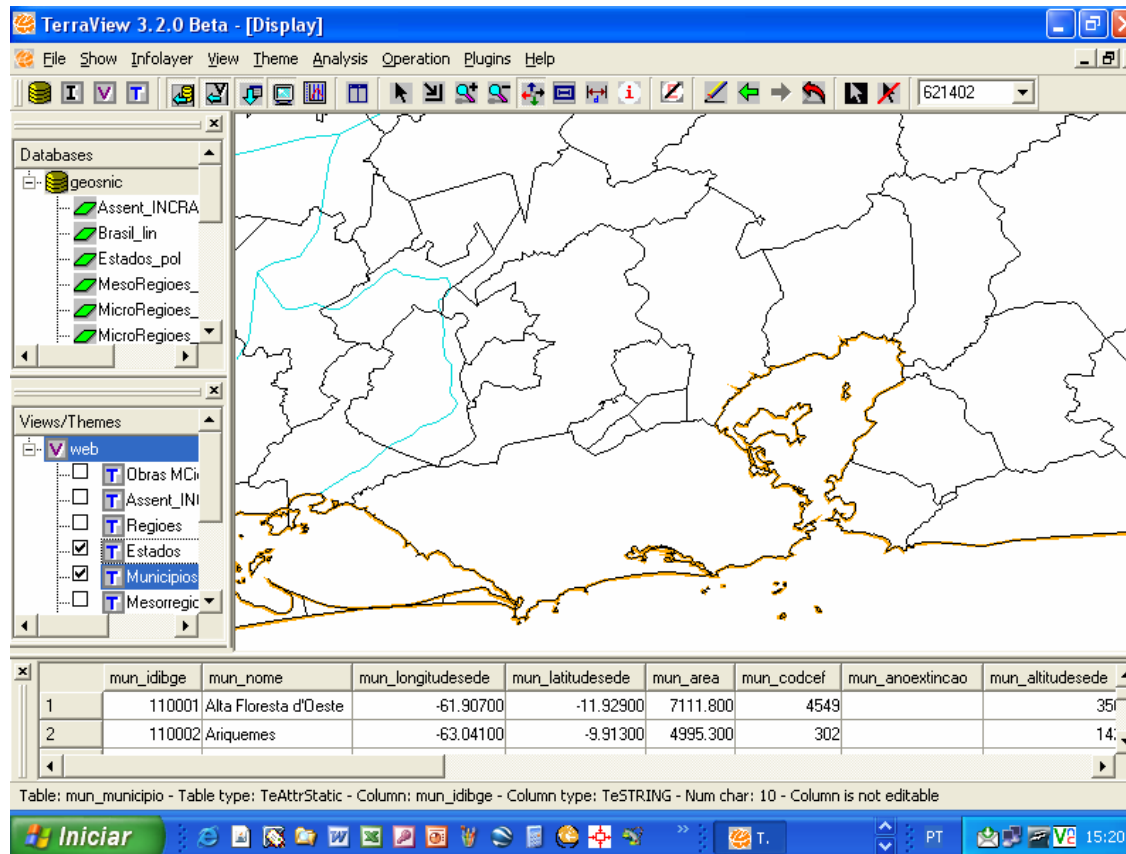 TerraView 3.2.0 Beta - [Display]
File Show Infolayer View Theme Analysis Operation Plugins Help
I V T 621402
Databases
geosnic
Assent_INCRA
Brasil_lin
Estados_pol
MesoRegioes_
MicroRegioes_
MicroRegioes_
Views/Themes
V web
T Obras MCi
T Assent_IN
T Regioes
T Estados
T Municipios
T Mesorregic
mun_idibge mun_nome mun_longitudesede mun_latitudesede mun_area mun_codcef mun_anoextincao mun_altitudesede
1 110001 Alta Floresta d'Oeste -61.90700 -11.92900 7111.800 4549 35
2 110002 Ariquemes -63.04100 -9.91300 4995.300 302 14
Table: mun_municipio - Table type: TeAttrStatic - Column: mun_idibge - Column type: TeSTRING - Num char: 10 - Column is not editable
Iniciar T. PT 15:20